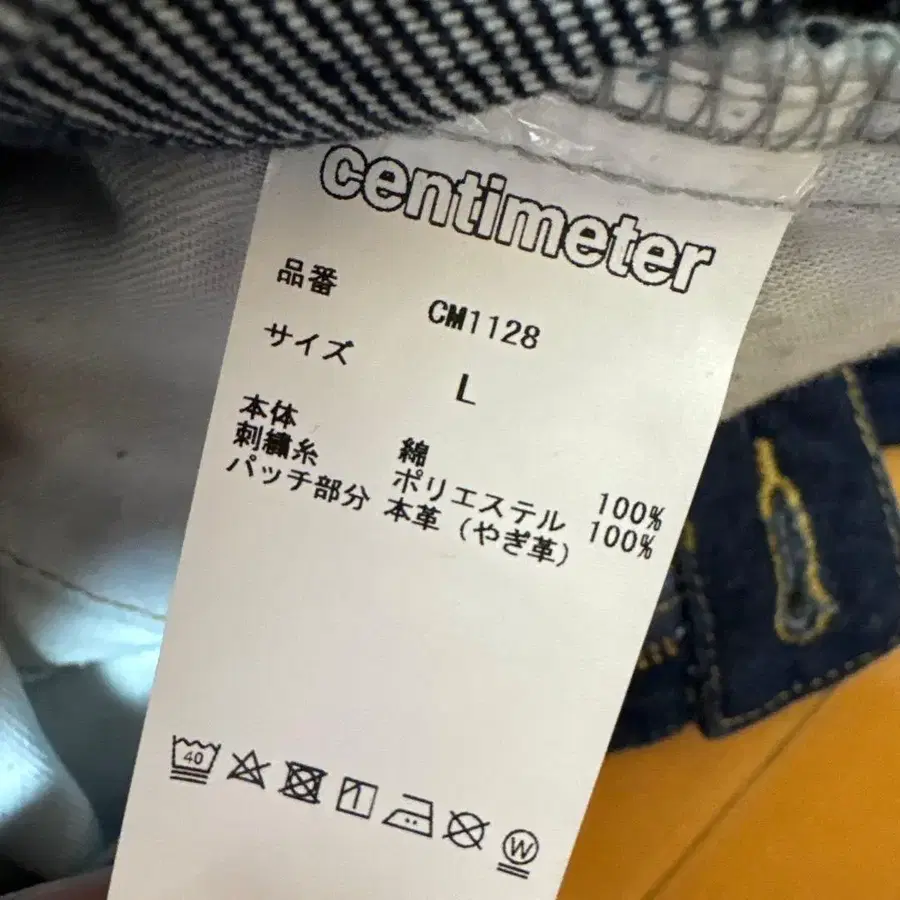 centimeter
品番 CM1128
サイズ L
本体 綿 100%
刺繍糸 ポリエステル 100%
パッチ部分 本革 (やぎ革)
40
W